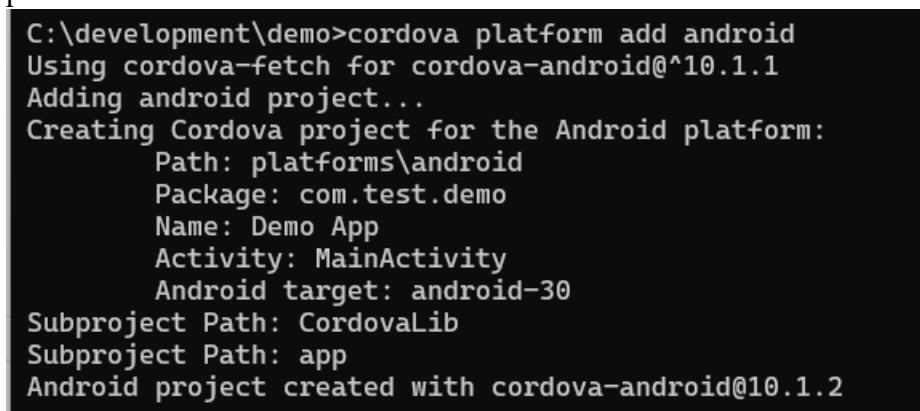 C:\development\demo>cordova platform add android
Using cordova-fetch for cordova-android@^10.1.1
Adding android project...
Creating Cordova project for the Android platform:
        Path: platforms\android
        Package: com.test.demo
        Name: Demo App
        Activity: MainActivity
        Android target: android-30
Subproject Path: CordovaLib
Subproject Path: app
Android project created with cordova-android@10.1.2